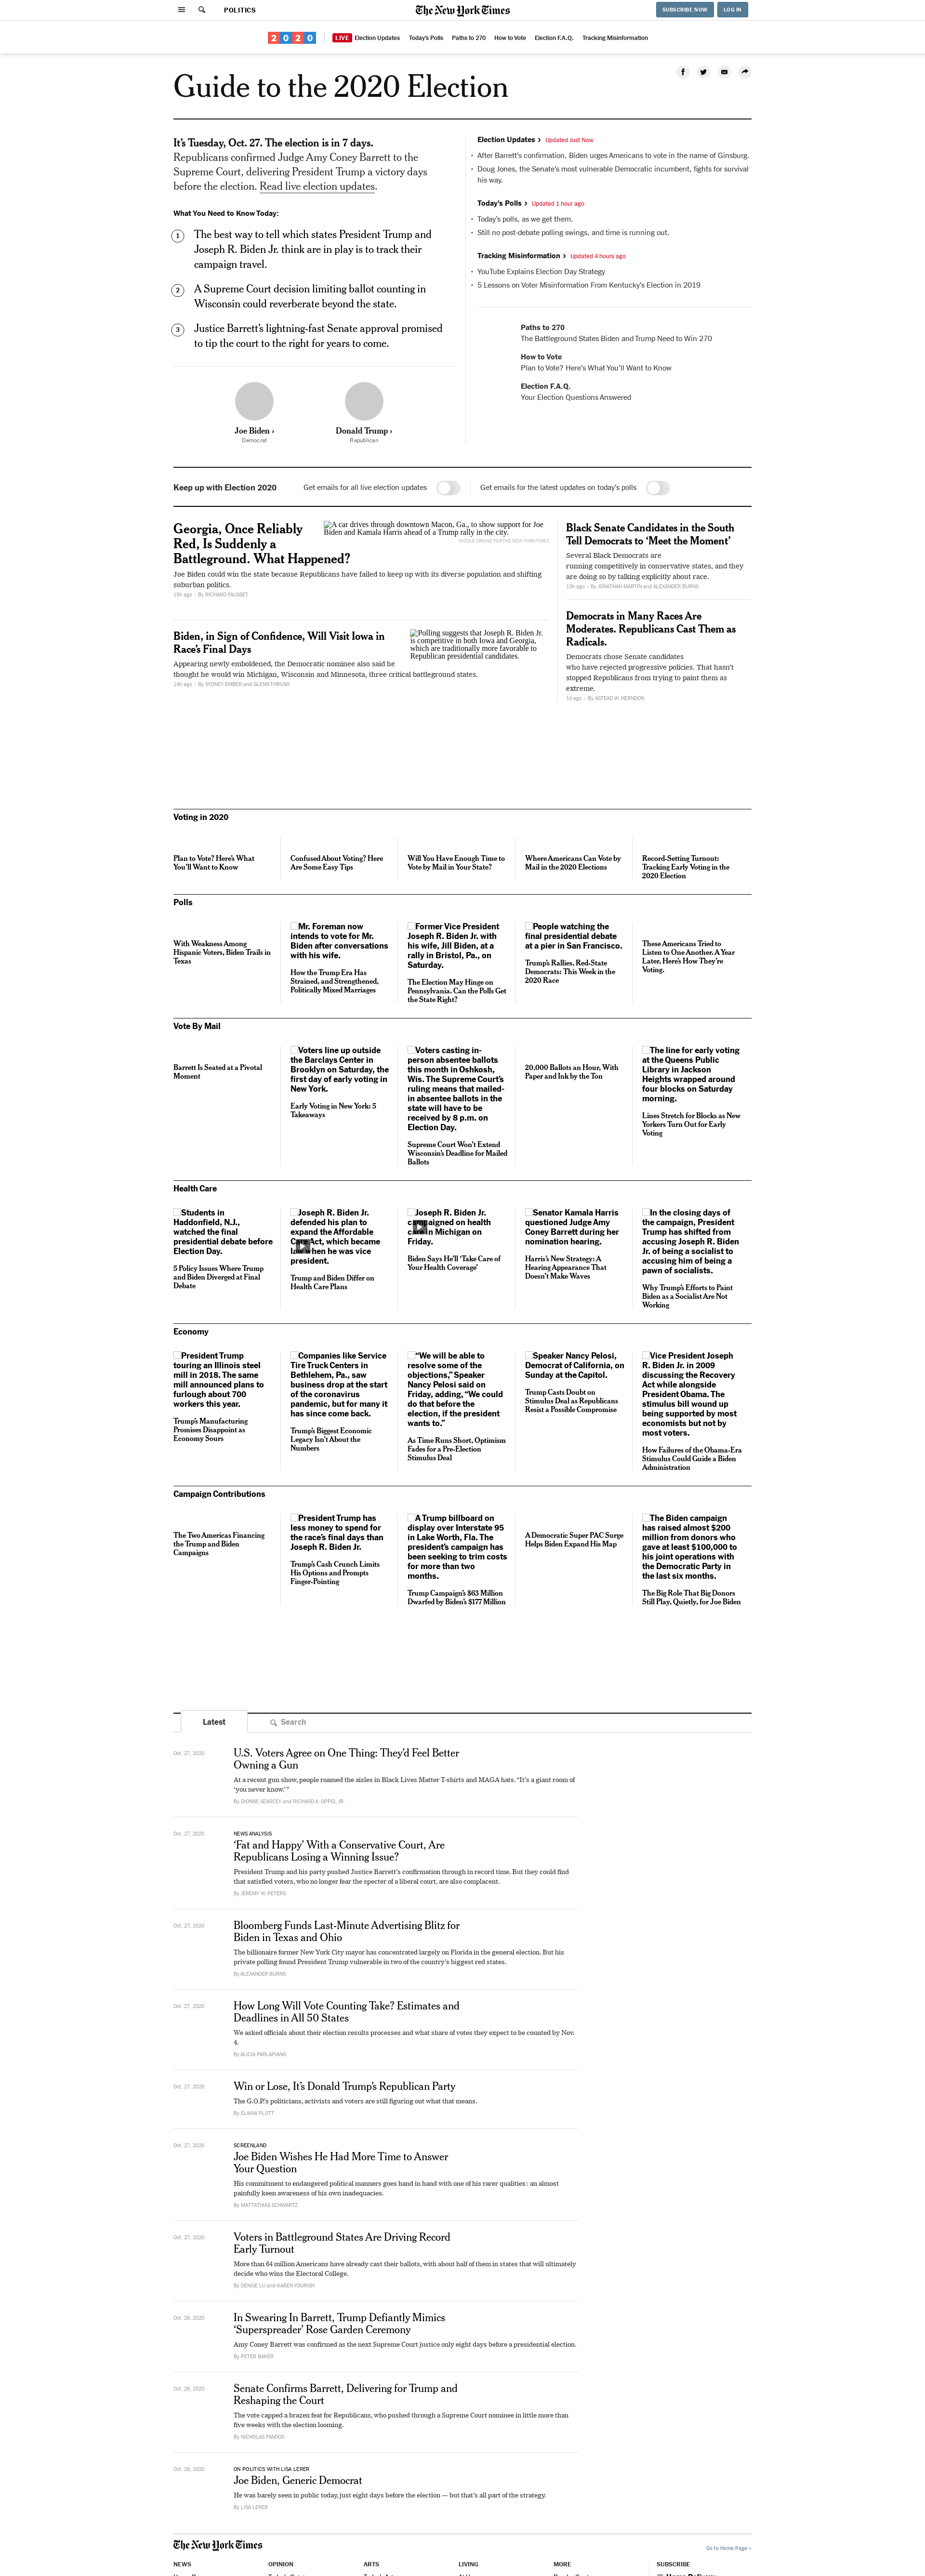 POLITICS
The New York Times
SUBSCRIBE NOW
LOG IN
2020
LIVE Election Updates
Today's Polls
Paths to 270
How to Vote
Election F.A.Q.
Tracking Misinformation
Guide to the 2020 Election
It's Tuesday, Oct. 27. The election is in 7 days.
Republicans confirmed Judge Amy Coney Barrett to the
Supreme Court, delivering President Trump a victory days
before the election. Read live election updates.
What You Need to Know Today:
1
The best way to tell which states President Trump and
Joseph R. Biden Jr. think are in play is to track their
campaign travel.
2
A Supreme Court decision limiting ballot counting in
Wisconsin could reverberate beyond the state.
3
Justice Barrett's lightning-fast Senate approval promised
to tip the court to the right for years to come.
Joe Biden ›
Democrat
Donald Trump ›
Republican
Election Updates › Updated Just Now
• After Barrett's confirmation, Biden urges Americans to vote in the name of Ginsburg.
• Doug Jones, the Senate's most vulnerable Democratic incumbent, fights for survival
his way.
Today's Polls › Updated 1 hour ago
• Today's polls, as we get them.
• Still no post-debate polling swings, and time is running out.
Tracking Misinformation › Updated 4 hours ago
• YouTube Explains Election Day Strategy
• 5 Lessons on Voter Misinformation From Kentucky's Election in 2019
Paths to 270
The Battleground States Biden and Trump Need to Win 270
How to Vote
Plan to Vote? Here's What You'll Want to Know
Election F.A.Q.
Your Election Questions Answered
Keep up with Election 2020
Get emails for all live election updates
Get emails for the latest updates on today's polls
Georgia, Once Reliably
Red, Is Suddenly a
Battleground. What Happened?
A car drives through downtown Macon, Ga., to show support for Joe
Biden and Kamala Harris ahead of a Trump rally in the city.
NICOLE CRAINE FOR THE NEW YORK TIMES
Joe Biden could win the state because Republicans have failed to keep up with its diverse population and shifting
suburban politics.
15h ago - By RICHARD FAUSSET
Biden, in Sign of Confidence, Will Visit Iowa in
Race's Final Days
Polling suggests that Joseph R. Biden Jr.
is competitive in both Iowa and Georgia,
which are traditionally more favorable to
Republican presidential candidates.
Appearing newly emboldened, the Democratic nominee also said he
thought he would win Michigan, Wisconsin and Minnesota, three critical battleground states.
14h ago - By SYDNEY EMBER and GLENN THRUSH
Black Senate Candidates in the South
Tell Democrats to ‘Meet the Moment’
Several Black Democrats are
running competitively in conservative states, and they
are doing so by talking explicitly about race.
13h ago - By JONATHAN MARTIN and ALEXANDER BURNS
Democrats in Many Races Are
Moderates. Republicans Cast Them as
Radicals.
Democrats chose Senate candidates
who have rejected progressive policies. That hasn't
stopped Republicans from trying to paint them as
extreme.
1d ago - By ASTEAD W. HERNDON
Voting in 2020
Plan to Vote? Here's What
You'll Want to Know
Confused About Voting? Here
Are Some Easy Tips
Will You Have Enough Time to
Vote by Mail in Your State?
Where Americans Can Vote by
Mail in the 2020 Elections
Record-Setting Turnout:
Tracking Early Voting in the
2020 Election
Polls
With Weakness Among
Hispanic Voters, Biden Trails in
Texas
Mr. Foreman now
intends to vote for Mr.
Biden after conversations
with his wife.
How the Trump Era Has
Strained, and Strengthened,
Politically Mixed Marriages
Former Vice President
Joseph R. Biden Jr. with
his wife, Jill Biden, at a
rally in Bristol, Pa., on
Saturday.
The Election May Hinge on
Pennsylvania. Can the Polls Get
the State Right?
People watching the
final presidential debate
at a pier in San Francisco.
Trump's Rallies, Red-State
Democrats: This Week in the
2020 Race
These Americans Tried to
Listen to One Another. A Year
Later, Here's How They're
Voting.
Vote By Mail
Barrett Is Seated at a Pivotal
Moment
Voters line up outside
the Barclays Center in
Brooklyn on Saturday, the
first day of early voting in
New York.
Early Voting in New York: 5
Takeaways
Voters casting in-
person absentee ballots
this month in Oshkosh,
Wis. The Supreme Court's
ruling means that mailed-
in absentee ballots in the
state will have to be
received by 8 p.m. on
Election Day.
Supreme Court Won't Extend
Wisconsin's Deadline for Mailed
Ballots
20,000 Ballots an Hour, With
Paper and Ink by the Ton
The line for early voting
at the Queens Public
Library in Jackson
Heights wrapped around
four blocks on Saturday
morning.
Lines Stretch for Blocks as New
Yorkers Turn Out for Early
Voting
Health Care
Students in
Haddonfield, N.J.,
watched the final
presidential debate before
Election Day.
5 Policy Issues Where Trump
and Biden Diverged at Final
Debate
Joseph R. Biden Jr.
defended his plan to
expand the Affordable
Care Act, which became
law when he was vice
president.
Trump and Biden Differ on
Health Care Plans
Joseph R. Biden Jr.
campaigned on health
care in Michigan on
Friday.
Biden Says He'll ‘Take Care of
Your Health Coverage’
Senator Kamala Harris
questioned Judge Amy
Coney Barrett during her
nomination hearing.
Harris's New Strategy: A
Hearing Appearance That
Doesn't Make Waves
In the closing days of
the campaign, President
Trump has shifted from
accusing Joseph R. Biden
Jr. of being a socialist to
accusing him of being a
pawn of socialists.
Why Trump's Efforts to Paint
Biden as a Socialist Are Not
Working
Economy
President Trump
touring an Illinois steel
mill in 2018. The same
mill announced plans to
furlough about 700
workers this year.
Trump's Manufacturing
Promises Disappoint as
Economy Sours
Companies like Service
Tire Truck Centers in
Bethlehem, Pa., saw
business drop at the start
of the coronavirus
pandemic, but for many it
has since come back.
Trump's Biggest Economic
Legacy Isn't About the
Numbers
“We will be able to
resolve some of the
objections,” Speaker
Nancy Pelosi said on
Friday, adding, “We could
do that before the
election, if the president
wants to.”
As Time Runs Short, Optimism
Fades for a Pre-Election
Stimulus Deal
Speaker Nancy Pelosi,
Democrat of California, on
Sunday at the Capitol.
Trump Casts Doubt on
Stimulus Deal as Republicans
Resist a Possible Compromise
Vice President Joseph
R. Biden Jr. in 2009
discussing the Recovery
Act while alongside
President Obama. The
stimulus bill wound up
being supported by most
economists but not by
most voters.
How Failures of the Obama-Era
Stimulus Could Guide a Biden
Administration
Campaign Contributions
The Two Americas Financing
the Trump and Biden
Campaigns
President Trump has
less money to spend for
the race's final days than
Joseph R. Biden Jr.
Trump's Cash Crunch Limits
His Options and Prompts
Finger-Pointing
A Trump billboard on
display over Interstate 95
in Lake Worth, Fla. The
president's campaign has
been seeking to trim costs
for more than two
months.
Trump Campaign's $63 Million
Dwarfed by Biden's $177 Million
A Democratic Super PAC Surge
Helps Biden Expand His Map
The Biden campaign
has raised almost $200
million from donors who
gave at least $100,000 to
his joint operations with
the Democratic Party in
the last six months.
The Big Role That Big Donors
Still Play, Quietly, for Joe Biden
Latest
Search
Oct. 27, 2020
U.S. Voters Agree on One Thing: They'd Feel Better
Owning a Gun
At a recent gun show, people roamed the aisles in Black Lives Matter T-shirts and MAGA hats. “It's a giant room of
‘you never know.’”
By DIONNE SEARCEY and RICHARD A. OPPEL JR.
Oct. 27, 2020
NEWS ANALYSIS
‘Fat and Happy’ With a Conservative Court, Are
Republicans Losing a Winning Issue?
President Trump and his party pushed Justice Barrett's confirmation through in record time. But they could find
that satisfied voters, who no longer fear the specter of a liberal court, are also complacent.
By JEREMY W. PETERS
Oct. 27, 2020
Bloomberg Funds Last-Minute Advertising Blitz for
Biden in Texas and Ohio
The billionaire former New York City mayor has concentrated largely on Florida in the general election. But his
private polling found President Trump vulnerable in two of the country's biggest red states.
By ALEXANDER BURNS
Oct. 27, 2020
How Long Will Vote Counting Take? Estimates and
Deadlines in All 50 States
We asked officials about their election results processes and what share of votes they expect to be counted by Nov.
4.
By ALICIA PARLAPIANO
Oct. 27, 2020
Win or Lose, It's Donald Trump's Republican Party
The G.O.P.'s politicians, activists and voters are still figuring out what that means.
By ELAINA PLOTT
Oct. 27, 2020
SCREENLAND
Joe Biden Wishes He Had More Time to Answer
Your Question
His commitment to endangered political manners goes hand in hand with one of his rarer qualities: an almost
painfully keen awareness of his own inadequacies.
By MATTATHIAS SCHWARTZ
Oct. 27, 2020
Voters in Battleground States Are Driving Record
Early Turnout
More than 64 million Americans have already cast their ballots, with about half of them in states that will ultimately
decide who wins the Electoral College.
By DENISE LU and KAREN YOURISH
Oct. 26, 2020
In Swearing In Barrett, Trump Defiantly Mimics
‘Superspreader’ Rose Garden Ceremony
Amy Coney Barrett was confirmed as the next Supreme Court justice only eight days before a presidential election.
By PETER BAKER
Oct. 26, 2020
Senate Confirms Barrett, Delivering for Trump and
Reshaping the Court
The vote capped a brazen feat for Republicans, who pushed through a Supreme Court nominee in little more than
five weeks with the election looming.
By NICHOLAS FANDOS
Oct. 26, 2020
ON POLITICS WITH LISA LERER
Joe Biden, Generic Democrat
He was barely seen in public today, just eight days before the election — but that's all part of the strategy.
By LISA LERER
The New York Times
Go to Home Page »
NEWS
OPINION
ARTS
LIVING
MORE
SUBSCRIBE